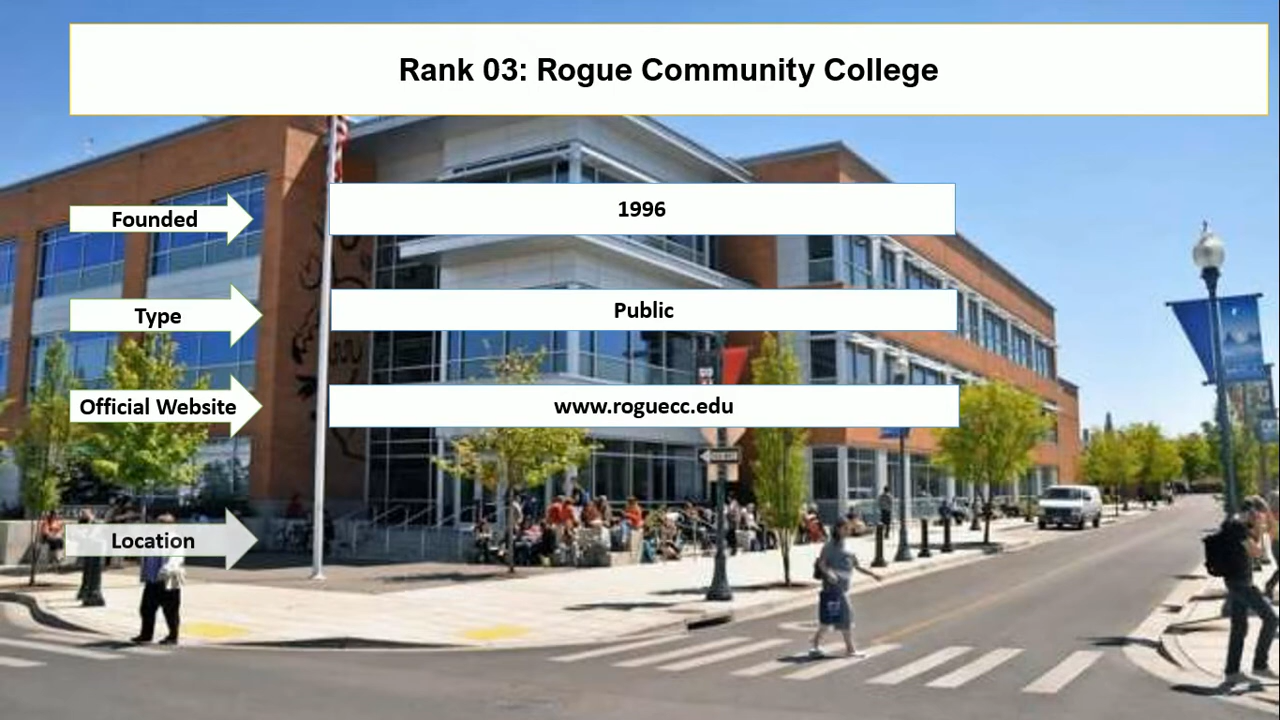 Rank 03: Rogue Community College
Founded
1996
Type
Public
Official Website
www.roguecc.edu
Location